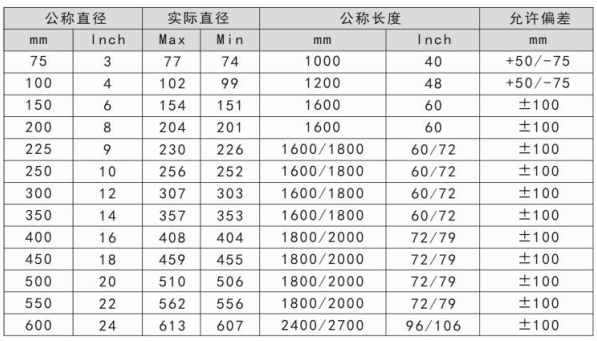 公称直径 实际直径 公称长度 允许偏差
mm Inch Max Min mm Inch mm
75 3 77 74 1000 40 +50/-75
100 4 102 99 1200 48 +50/-75
150 6 154 151 1600 60 ±100
200 8 204 201 1600 60 ±100
225 9 230 226 1600/1800 60/72 ±100
250 10 256 252 1600/1800 60/72 ±100
300 12 307 303 1600/1800 60/72 ±100
350 14 357 353 1600/1800 60/72 ±100
400 16 408 404 1800/2000 72/79 ±100
450 18 459 455 1800/2000 72/79 ±100
500 20 510 506 1800/2000 72/79 ±100
550 22 562 556 1800/2000 72/79 ±100
600 24 613 607 2400/2700 96/106 ±100